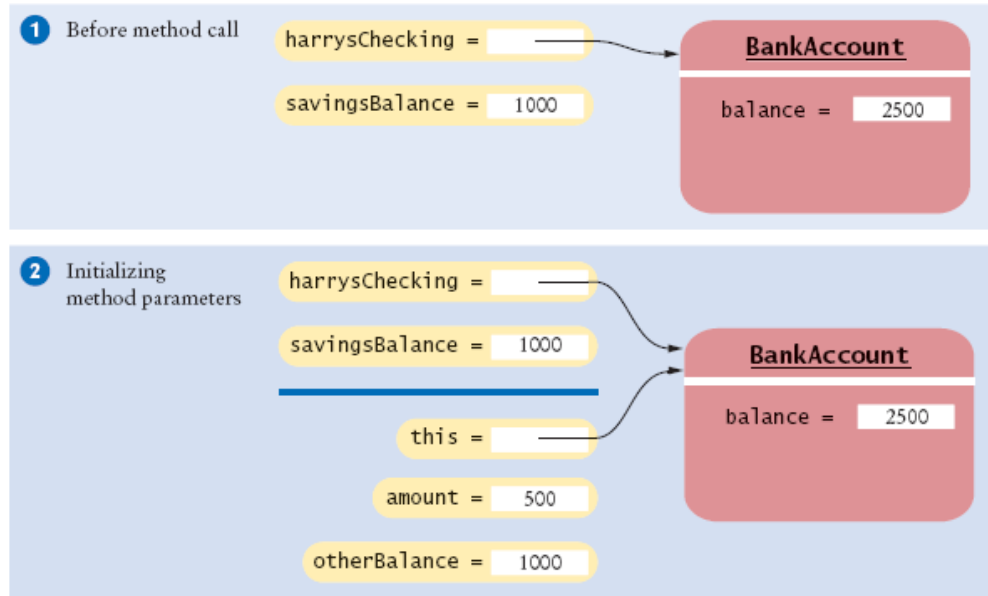 1 Before method call
harrysChecking =
BankAccount
savingsBalance = 1000
balance = 2500
2 Initializing
method parameters
harrysChecking =
savingsBalance = 1000
BankAccount
this =
balance = 2500
amount = 500
otherBalance = 1000